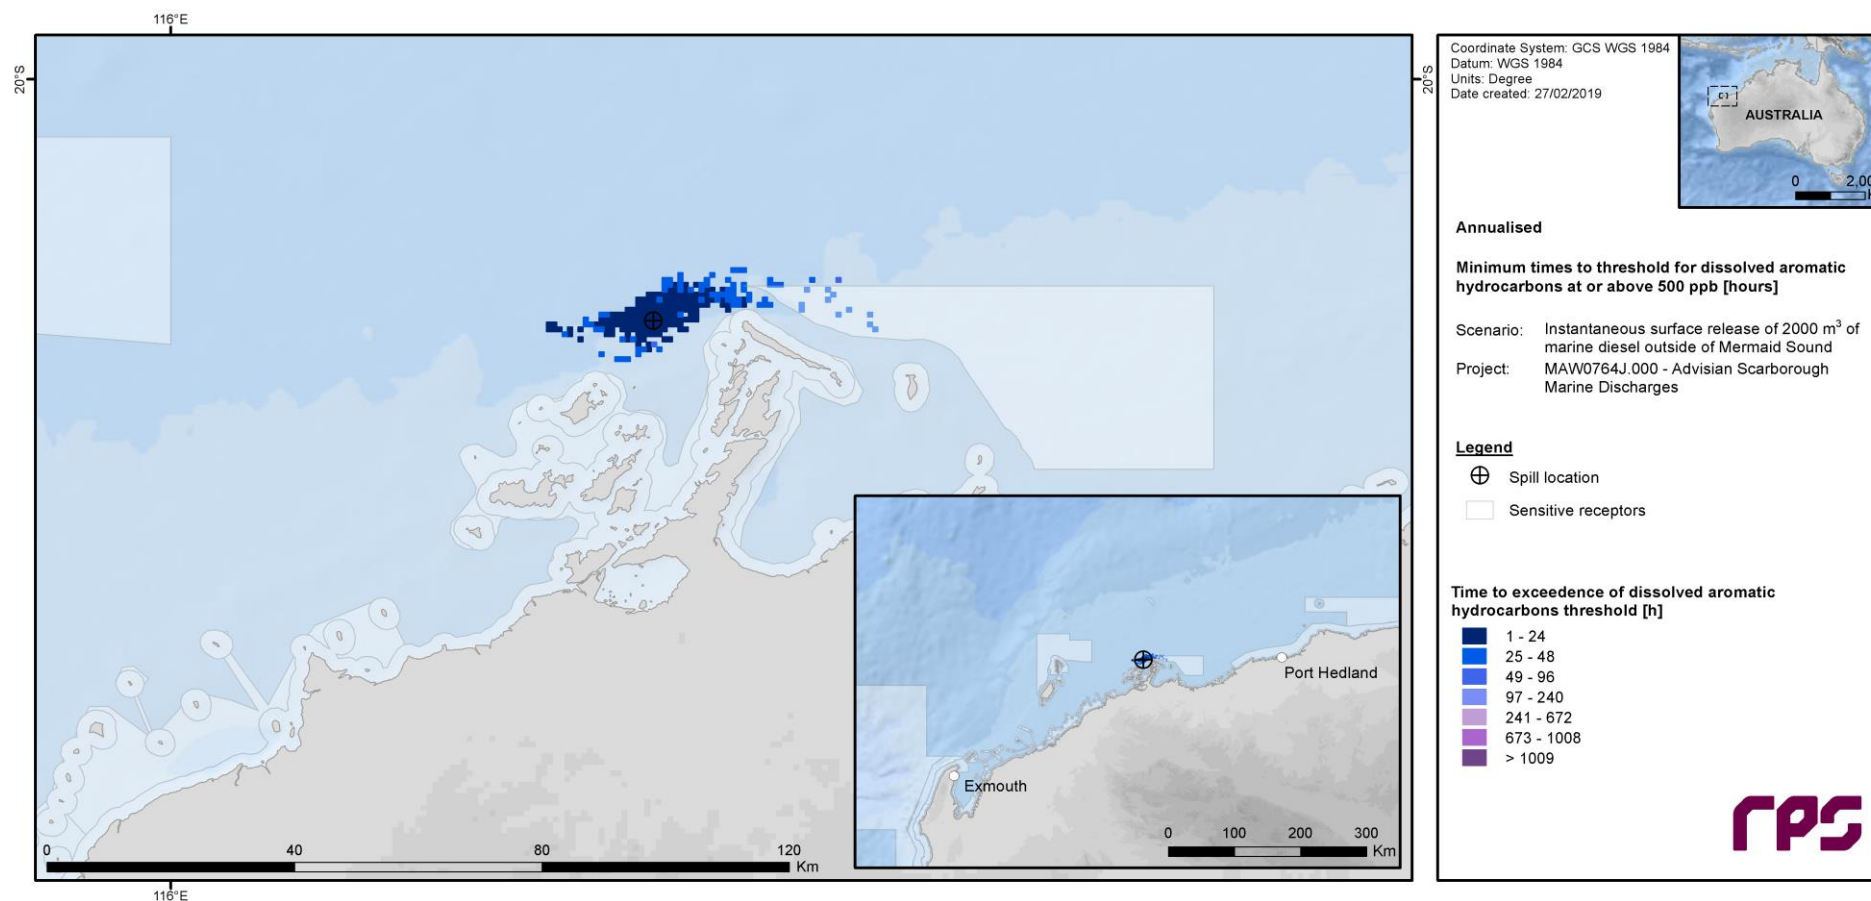 116°E
20°S
20°S
Coordinate System: GCS WGS 1984
Datum: WGS 1984
Units: Degree
Date created: 27/02/2019
AUSTRALIA
0
Annualised
Minimum times to threshold for dissolved aromatic
hydrocarbons at or above 500 ppb [hours]
Scenario: Instantaneous surface release of 2000 m³ of
marine diesel outside of Mermaid Sound
Project: MAW0764J.000 - Advisian Scarborough
Marine Discharges
Legend
Spill location
Sensitive receptors
Time to exceedence of dissolved aromatic
hydrocarbons threshold [h]
1 - 24
25 - 48
49 - 96
97 - 240
241 - 672
673 - 1008
> 1009
rps
Port Hedland
Exmouth
0 100 200 300
Km
0 40 80 120
Km
116°E